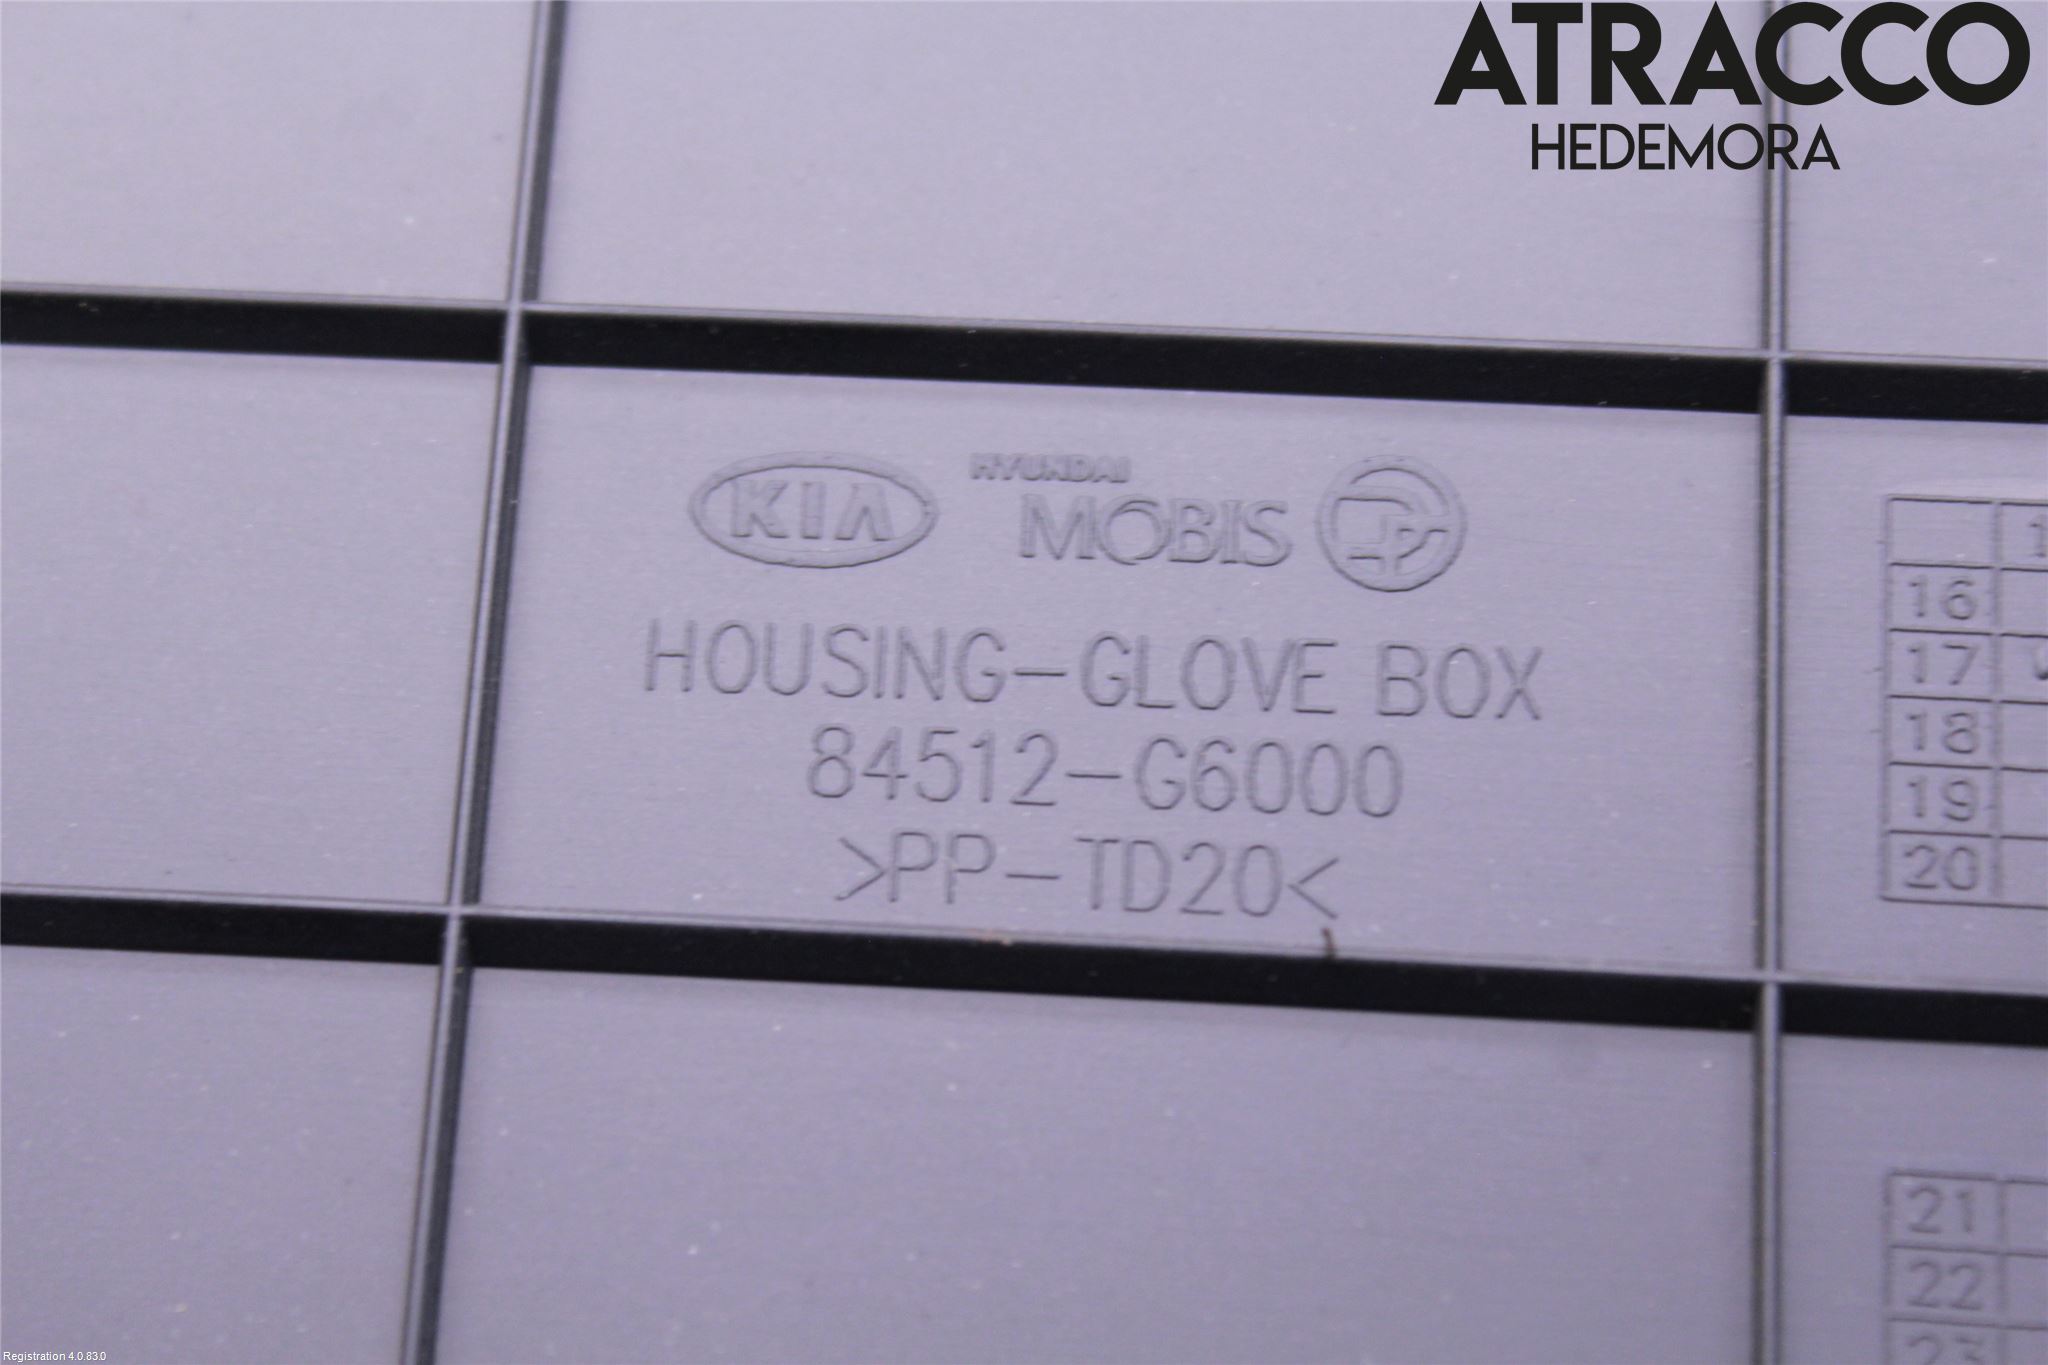 ATRACCO
HEDEMORA
KIA
HYUNDAI
MOBIS
HOUSING-GLOVE BOX
84512-G6000
>PP-TD20<
16
17
18
19
20
21
22
Registration 4.0.83.0